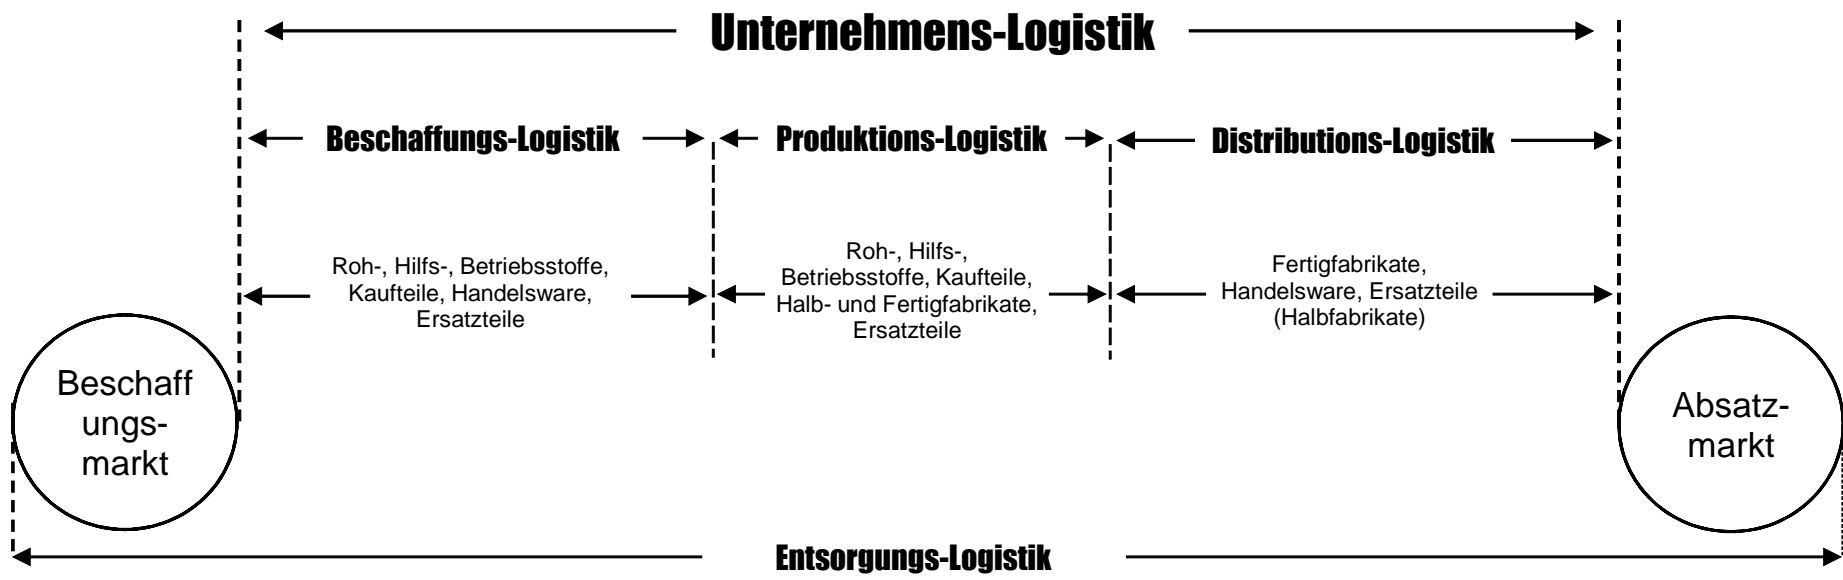 Unternehmens-Logistik
Beschaffungs-Logistik
Produktions-Logistik
Distributions-Logistik
Roh-, Hilfs-, Betriebsstoffe,
Kaufteile, Handelsware,
Ersatzteile
Roh-, Hilfs-,
Betriebsstoffe, Kaufteile,
Halb- und Fertigfabrikate,
Ersatzteile
Fertigfabrikate,
Handelsware, Ersatzteile
(Halbfabrikate)
Beschaff
ungs-
markt
Absatz-
markt
Entsorgungs-Logistik